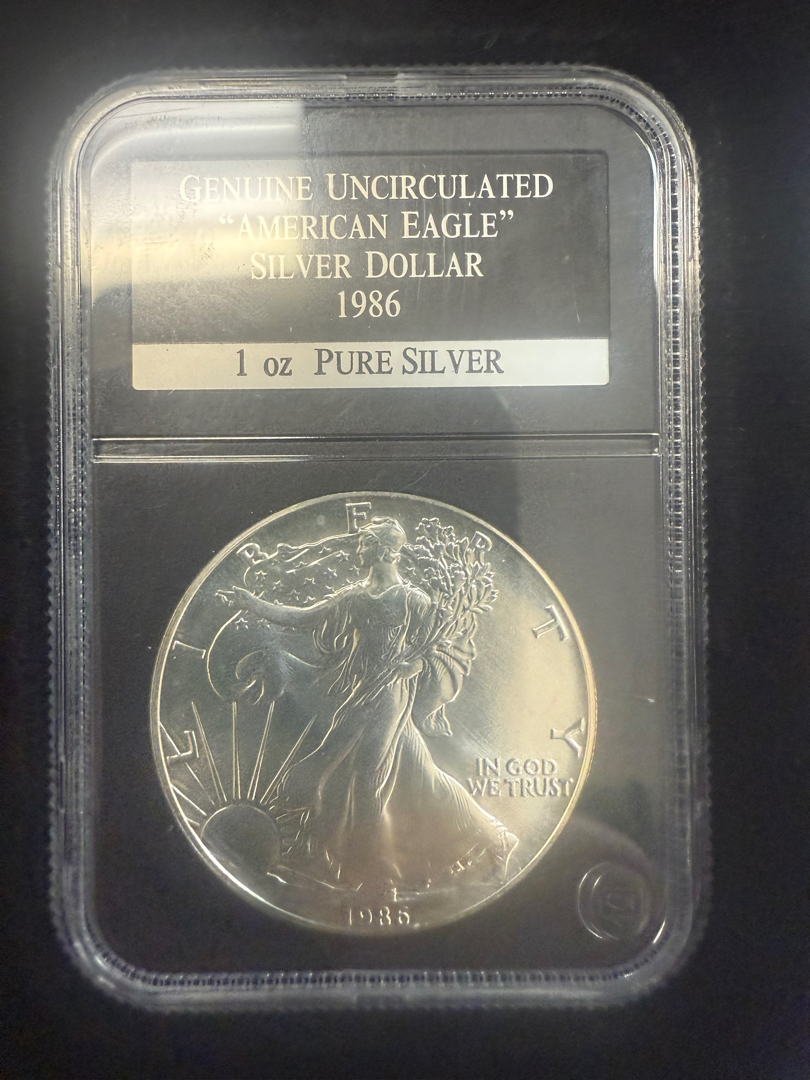 GENUINE UNCIRCULATED
“AMERICAN EAGLE”
SILVER DOLLAR
1986
1 oz PURE SILVER
LIBERTY
IN GOD
WE TRUST
1986